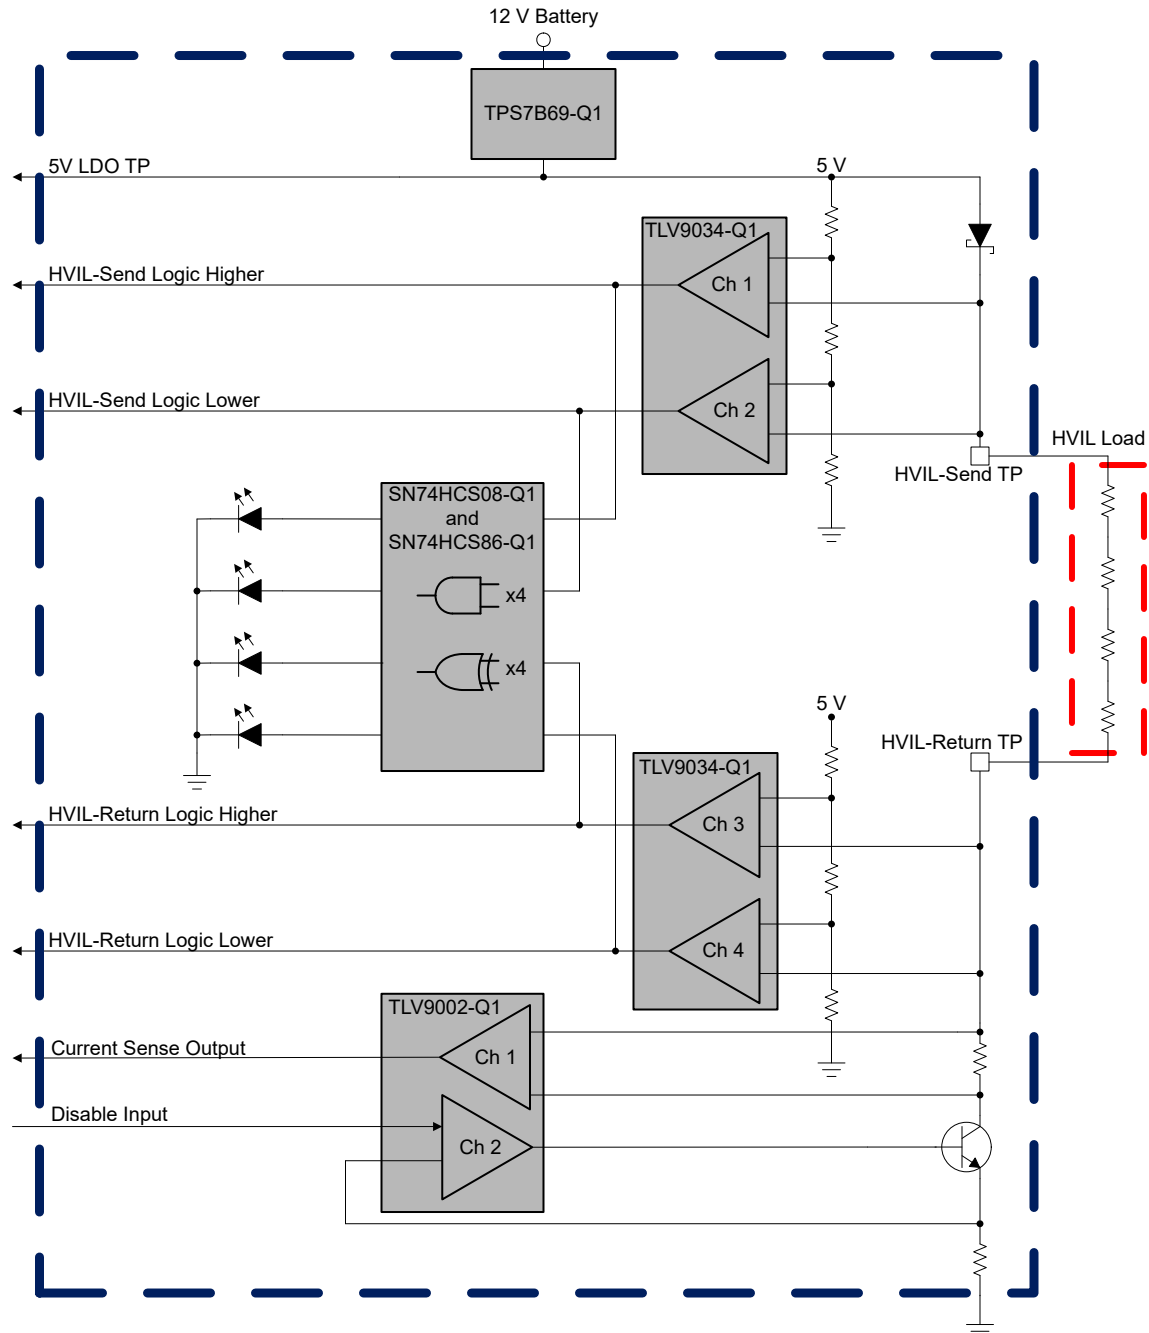 12 V Battery
TPS7B69-Q1
5V LDO TP
5 V
TLV9034-Q1
HVIL-Send Logic Higher
Ch 1
HVIL-Send Logic Lower
Ch 2
HVIL Load
HVIL-Send TP
SN74HCS08-Q1
and
SN74HCS86-Q1
x4
x4
5 V
HVIL-Return TP
TLV9034-Q1
HVIL-Return Logic Higher
Ch 3
HVIL-Return Logic Lower
Ch 4
TLV9002-Q1
Current Sense Output
Ch 1
Disable Input
Ch 2